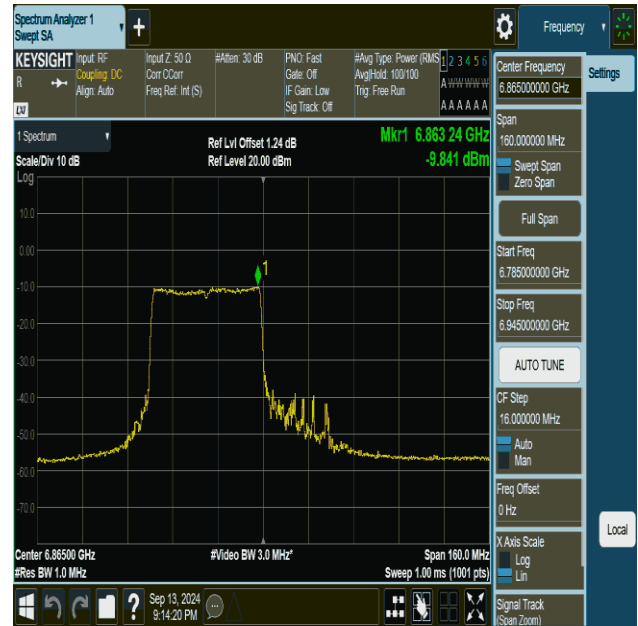 Spectrum Analyzer 1
Swept SA
+
Frequency
KEYSIGHT
R
LXI
Input: RF
Coupling: DC
Align: Auto
Input Z: 50 Ω
Corr CCorr
Freq Ref: Int (S)
#Atten: 30 dB
PNO: Fast
Gate: Off
IF Gain: Low
Sig Track: Off
#Avg Type: Power (RMS
Avg|Hold: 100/100
Trig: Free Run
1 2 3 4 5 6
A W W W W W
A A A A A A
1 Spectrum
Scale/Div 10 dB
Log
Ref Lvl Offset 1.24 dB
Ref Level 20.00 dBm
Mkr1 6.863 24 GHz
-9.841 dBm
10.0
0.00
-10.0
-20.0
-30.0
-40.0
-50.0
-60.0
-70.0
1
Center 6.86500 GHz
#Res BW 1.0 MHz
#Video BW 3.0 MHz*
Span 160.0 MHz
Sweep 1.00 ms (1001 pts)
Center Frequency
6.865000000 GHz
Settings
Span
160.000000 MHz
Swept Span
Zero Span
Full Span
Start Freq
6.785000000 GHz
Stop Freq
6.945000000 GHz
AUTO TUNE
CF Step
16.000000 MHz
Auto
Man
Freq Offset
0 Hz
X Axis Scale
Log
Lin
Local
Signal Track
(Span Zoom)
?
Sep 13, 2024
9:14:20 PM